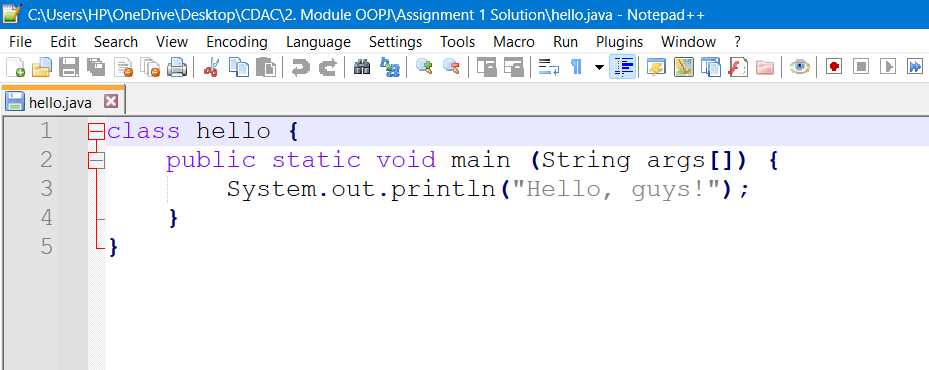 C:\Users\HP\OneDrive\Desktop\CDAC\2. Module OOPJ\Assignment 1 Solution\hello.java - Notepad++
File Edit Search View Encoding Language Settings Tools Macro Run Plugins Window ?
hello.java
1 class hello {
2     public static void main (String args[]) {
3         System.out.println("Hello, guys!");
4     }
5 }